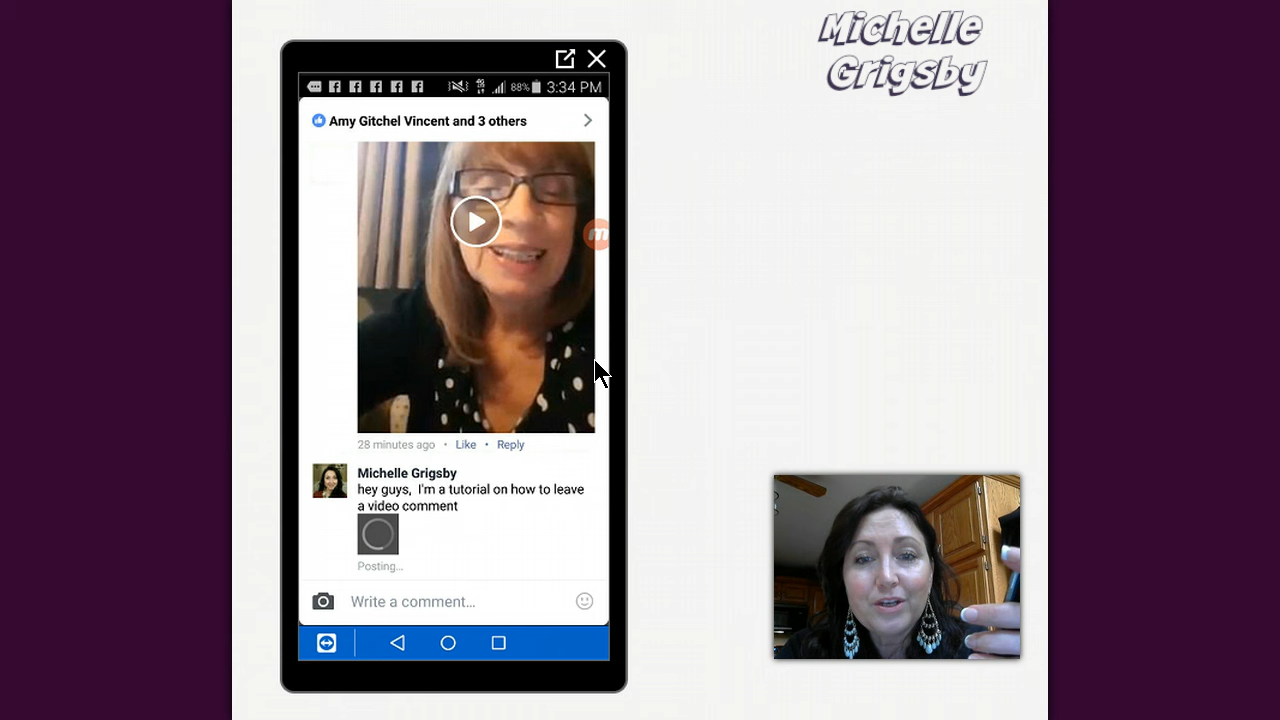 Michelle
Grigsby
88% 3:34 PM
Amy Gitchel Vincent and 3 others
28 minutes ago • Like • Reply
Michelle Grigsby
hey guys, I'm a tutorial on how to leave
a video comment
Posting...
Write a comment...